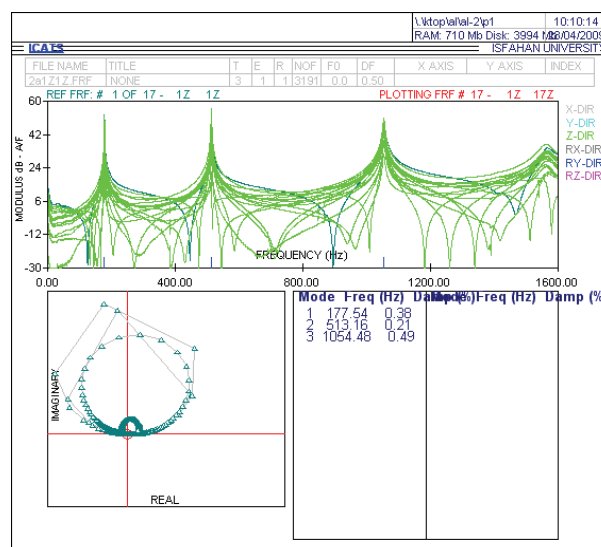 .\ktop\al\al-2\p1 10:10:14
RAM: 710 Mb Disk: 3994 Mb 28/04/2009
ICATS ISFAHAN UNIVERSIT
FILE NAME TITLE T E R NOF F0 DF X AXIS Y AXIS INDEX
2a1Z1Z.FRF NONE 3 1 1 3191 0.0 0.50
REF FRF: # 1 OF 17 - 1Z 1Z PLOTTING FRF # 17 - 1Z 17Z
X-DIR
Y-DIR
Z-DIR
RX-DIR
RY-DIR
RZ-DIR
MODULUS dB - A/F
60
42
24
6
-12
-30
FREQUENCY (Hz)
0.00 400.00 800.00 1200.00 1600.00
Mode Freq (Hz) Damp (%) Freq (Hz) Damp (%
1 177.54 0.38
2 513.16 0.21
3 1054.48 0.49
IMAGINARY
REAL